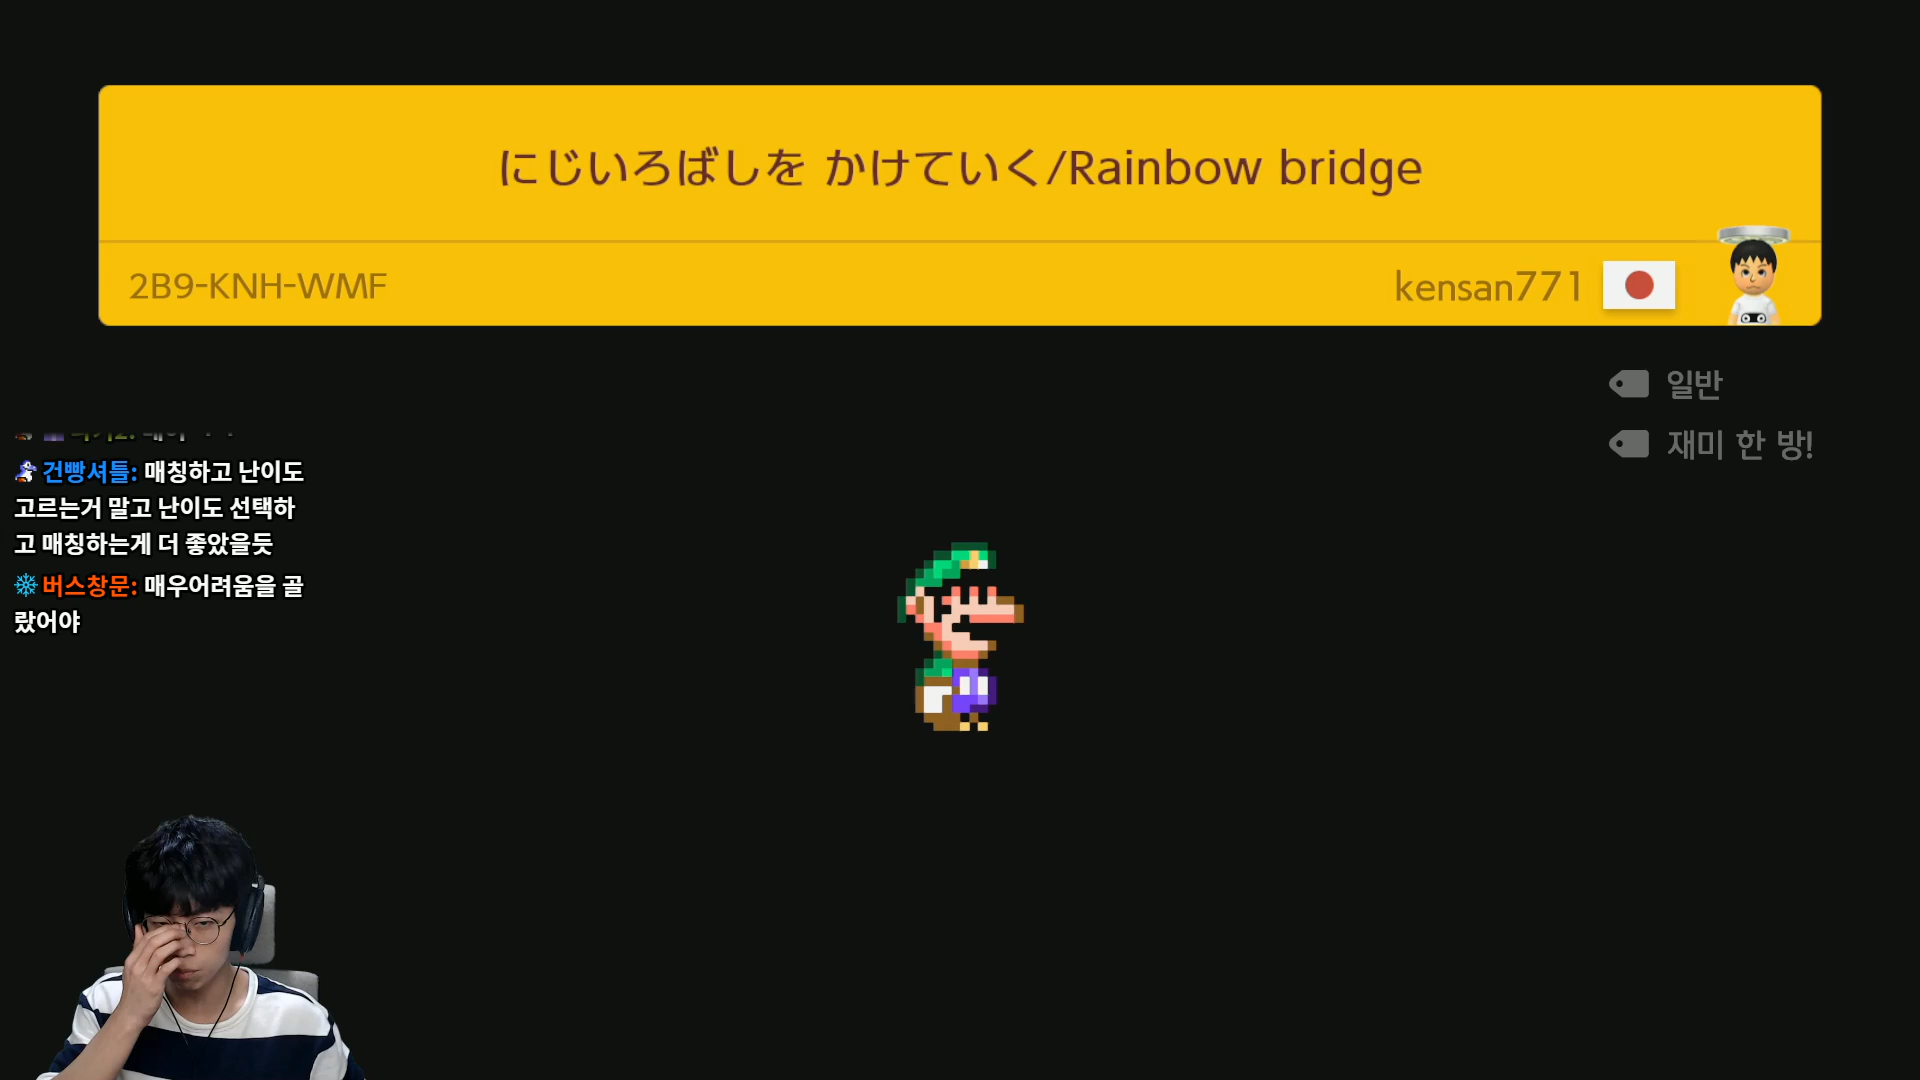 にじいろばしを かけていく/Rainbow bridge
2B9-KNH-WMF
kensan771
일반
재미 한 방!
건빵셔틀: 매칭하고 난이도
고르는거 말고 난이도 선택하
고 매칭하는게 더 좋았을듯
버스창문: 매우어려움을 골
랐어야